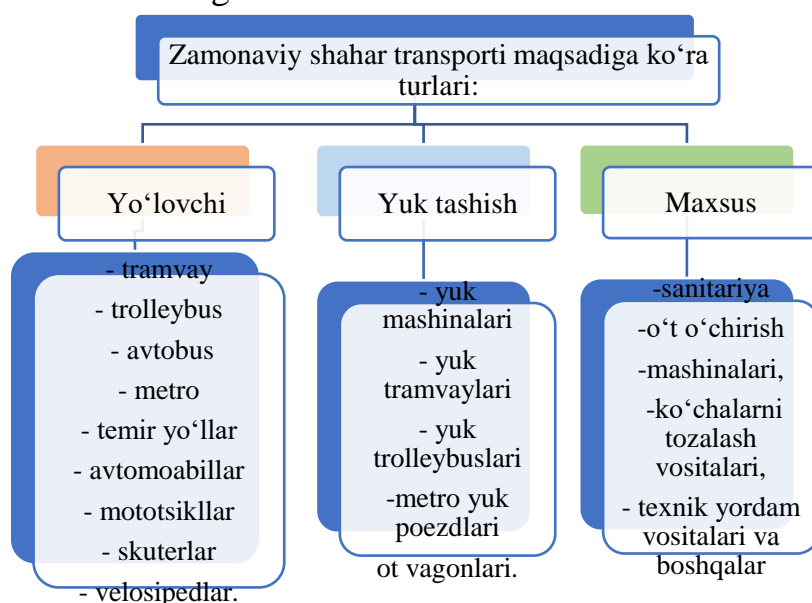 Zamonaviy shahar transporti maqsadiga ko‘ra
turlari:
Yo‘lovchi
- tramvay
- trolleybus
- avtobus
- metro
- temir yo‘llar
- avtomoabillar
- mototsikllar
- skuterlar
- velosipedlar.
Yuk tashish
- yuk
mashinalari
- yuk
tramvaylari
- yuk
trolleybuslari
-metro yuk
poezdlari
ot vagonlari.
Maxsus
-sanitariya
-o‘t o‘chirish
-mashinalari,
-ko‘chalarni
tozalash
vositalari,
- texnik yordam
vositalari va
boshqalar